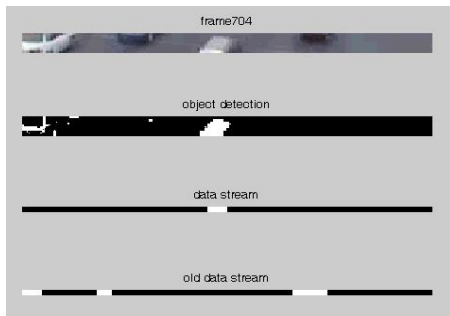 frame704
object detection
data stream
old data stream